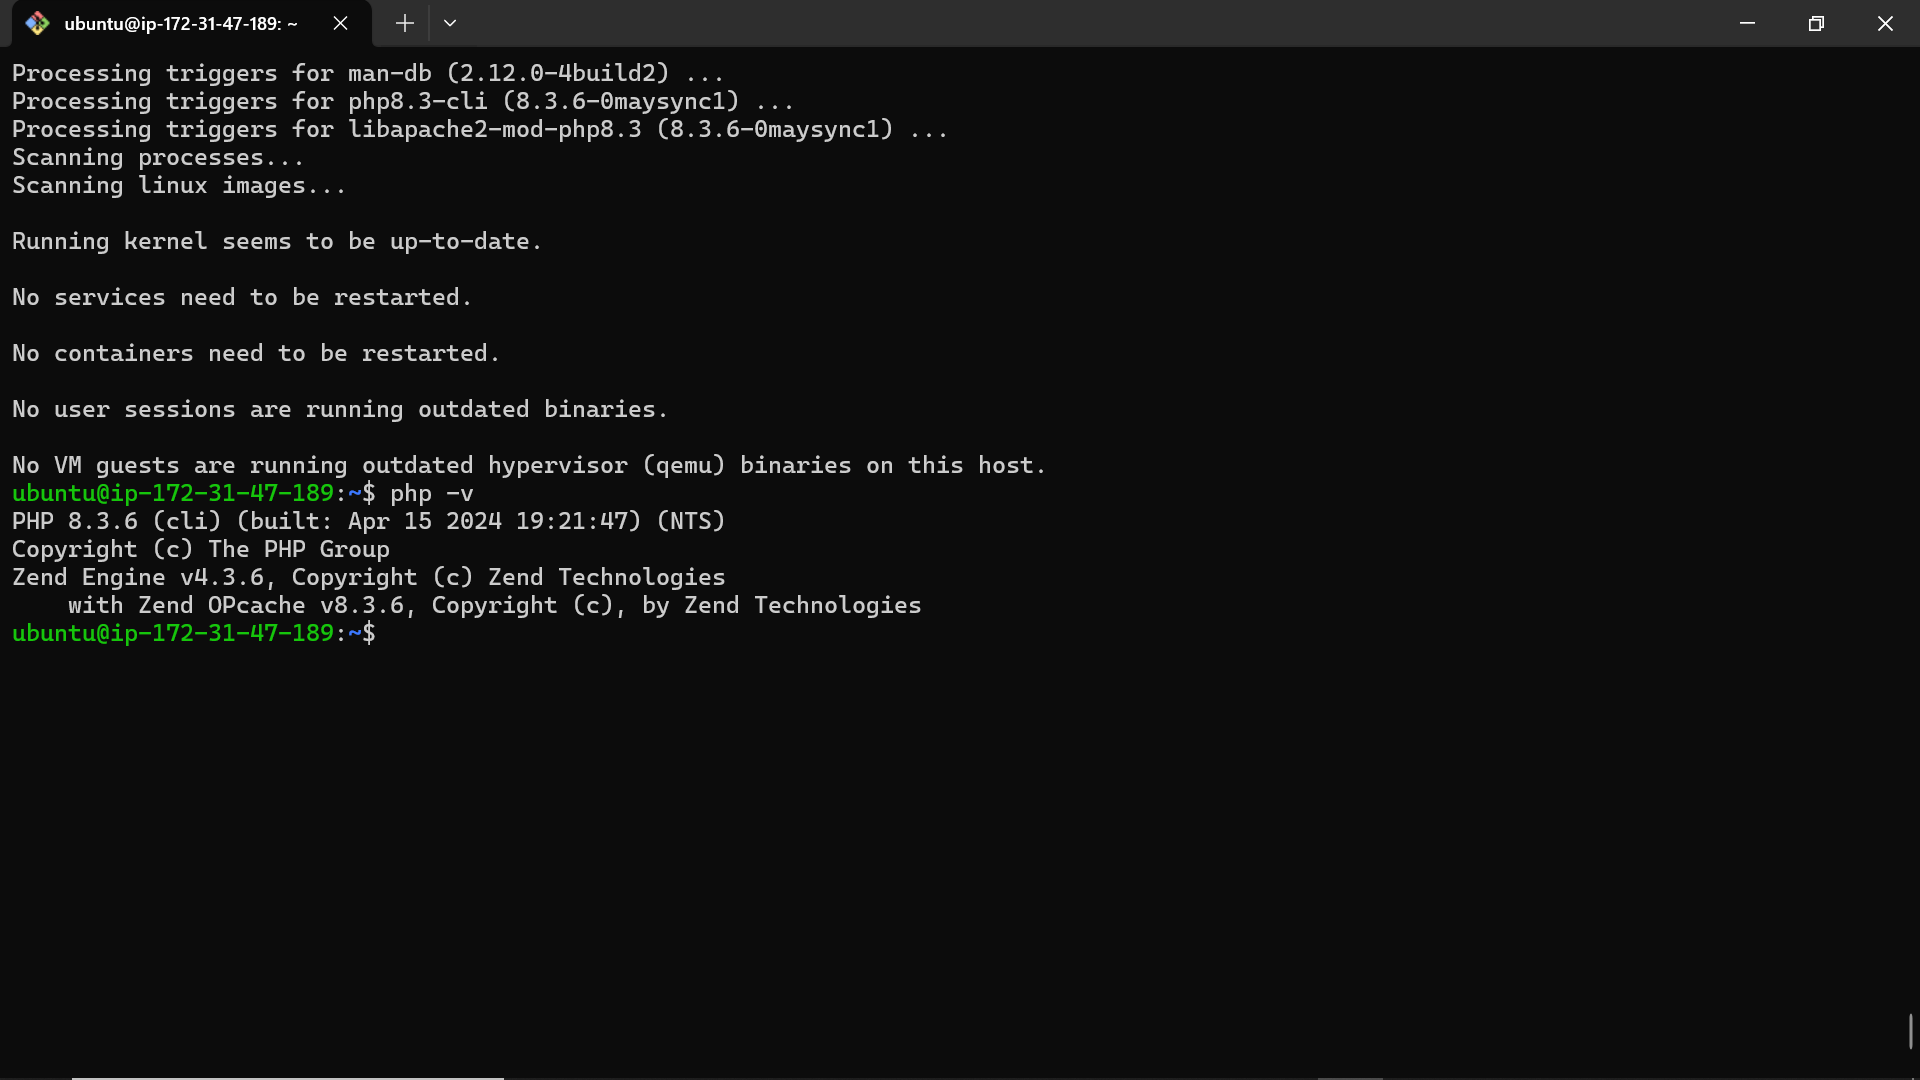 ubuntu@ip-172-31-47-189: ~
Processing triggers for man-db (2.12.0-4build2) ...
Processing triggers for php8.3-cli (8.3.6-0maysync1) ...
Processing triggers for libapache2-mod-php8.3 (8.3.6-0maysync1) ...
Scanning processes...
Scanning linux images...
Running kernel seems to be up-to-date.
No services need to be restarted.
No containers need to be restarted.
No user sessions are running outdated binaries.
No VM guests are running outdated hypervisor (qemu) binaries on this host.
ubuntu@ip-172-31-47-189:~$ php -v
PHP 8.3.6 (cli) (built: Apr 15 2024 19:21:47) (NTS)
Copyright (c) The PHP Group
Zend Engine v4.3.6, Copyright (c) Zend Technologies
    with Zend OPcache v8.3.6, Copyright (c), by Zend Technologies
ubuntu@ip-172-31-47-189:~$